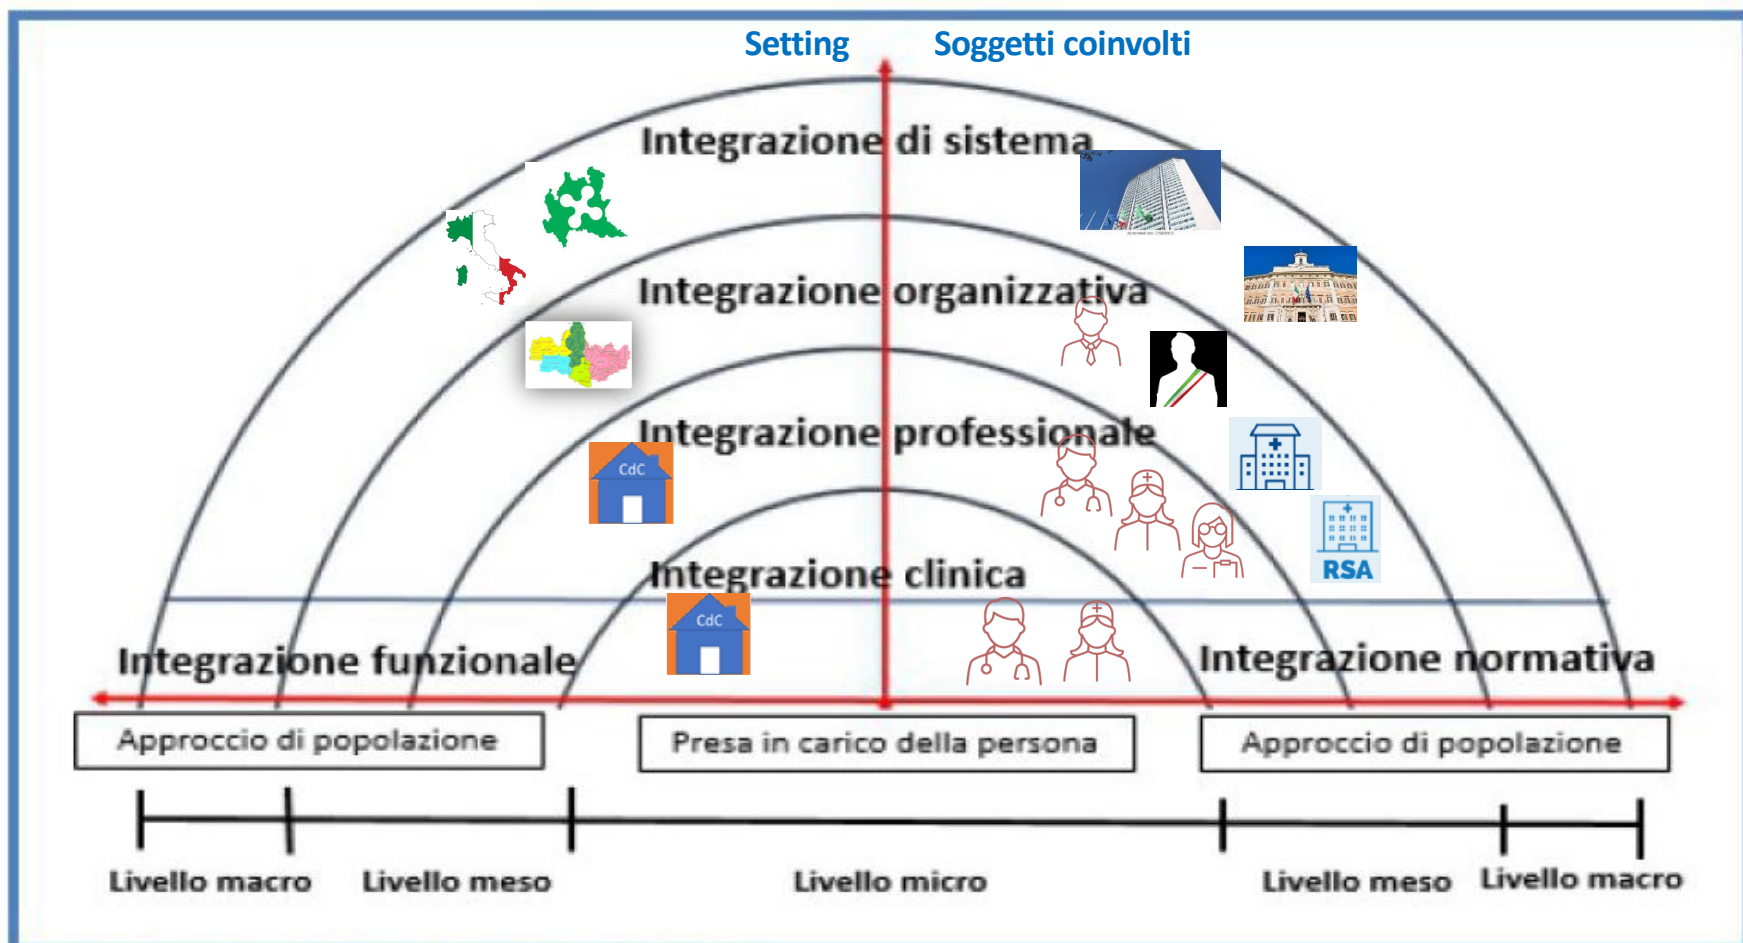 Setting
Soggetti coinvolti
Integrazione di sistema
Integrazione organizzativa
Integrazione professionale
CdC
Integrazione clinica
RSA
CdC
Integrazione funzionale
Integrazione normativa
Approccio di popolazione
Presa in carico della persona
Approccio di popolazione
Livello macro
Livello meso
Livello micro
Livello meso
Livello macro